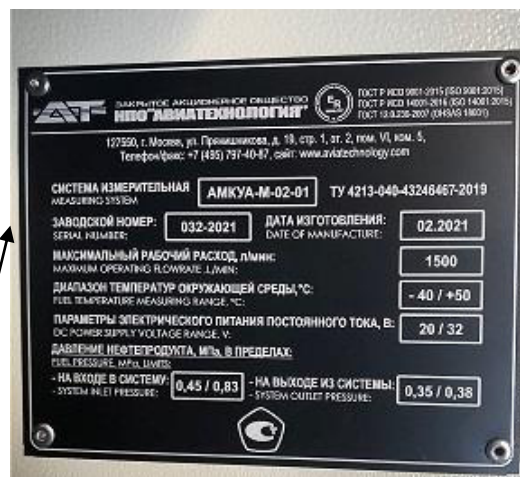 АТ ЗАКРЫТОЕ АКЦИОНЕРНОЕ ОБЩЕСТВО
НПО "АВИАТЕХНОЛОГИЯ"
ГОСТ Р ИСО 9001-2015 (ISO 9001:2015)
ГОСТ Р ИСО 14001-2016 (ISO 14001:2015)
ГОСТ 12.0.230-2007 (OHSAS 18001)
127550, г. Москва, ул. Прянишникова, д. 19, стр. 1, эт. 2, пом. VI, ком. 5,
Телефон/факс: +7 (495) 797-40-87, сайт: www.aviatechnology.com
СИСТЕМА ИЗМЕРИТЕЛЬНАЯ АМКУА-М-02-01 ТУ 4213-040-43246467-2019
MEASURING SYSTEM
ЗАВОДСКОЙ НОМЕР: 032-2021 ДАТА ИЗГОТОВЛЕНИЯ: 02.2021
SERIAL NUMBER: DATE OF MANUFACTURE:
МАКСИМАЛЬНЫЙ РАБОЧИЙ РАСХОД, л/мин: 1500
MAXIMUM OPERATING FLOWRATE ,L/MIN:
ДИАПАЗОН ТЕМПЕРАТУР ОКРУЖАЮЩЕЙ СРЕДЫ,°С: - 40 / +50
FUEL TEMPERATURE MEASURING RANGE, °C:
ПАРАМЕТРЫ ЭЛЕКТРИЧЕСКОГО ПИТАНИЯ ПОСТОЯННОГО ТОКА, В: 20 / 32
DC POWER SUPPLY VOLTAGE RANGE, V:
ДАВЛЕНИЕ НЕФТЕПРОДУКТА, МПа, В ПРЕДЕЛАХ:
FUEL PRESSURE, MPa, LIMITS:
- НА ВХОДЕ В СИСТЕМУ: 0,45 / 0,83 - НА ВЫХОДЕ ИЗ СИСТЕМЫ: 0,35 / 0,38
- SYSTEM INLET PRESSURE: - SYSTEM OUTLET PRESSURE: